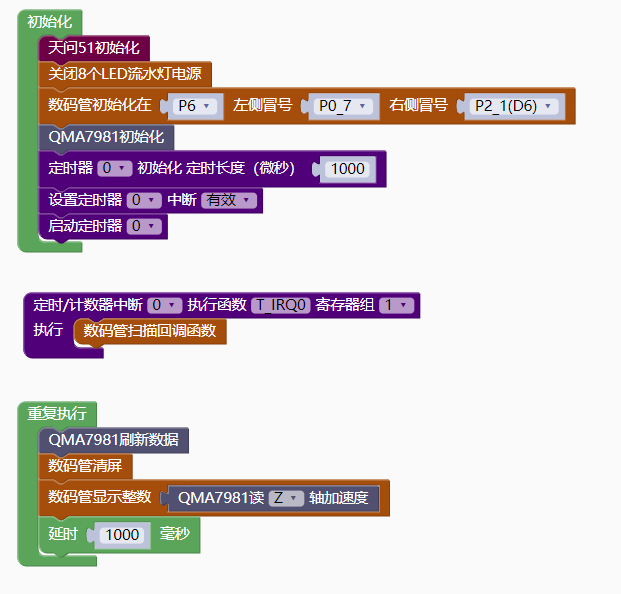 初始化
天问51初始化
关闭8个LED流水灯电源
数码管初始化在 P6 左侧冒号 P0_7 右侧冒号 P2_1(D6)
QMA7981初始化
定时器 0 初始化 定时长度（微秒） 1000
设置定时器 0 中断 有效
启动定时器 0
定时/计数器中断 0 执行函数 T_IRQ0 寄存器组 1
执行 数码管扫描回调函数
重复执行
QMA7981刷新数据
数码管清屏
数码管显示整数 QMA7981读 Z 轴加速度
延时 1000 毫秒